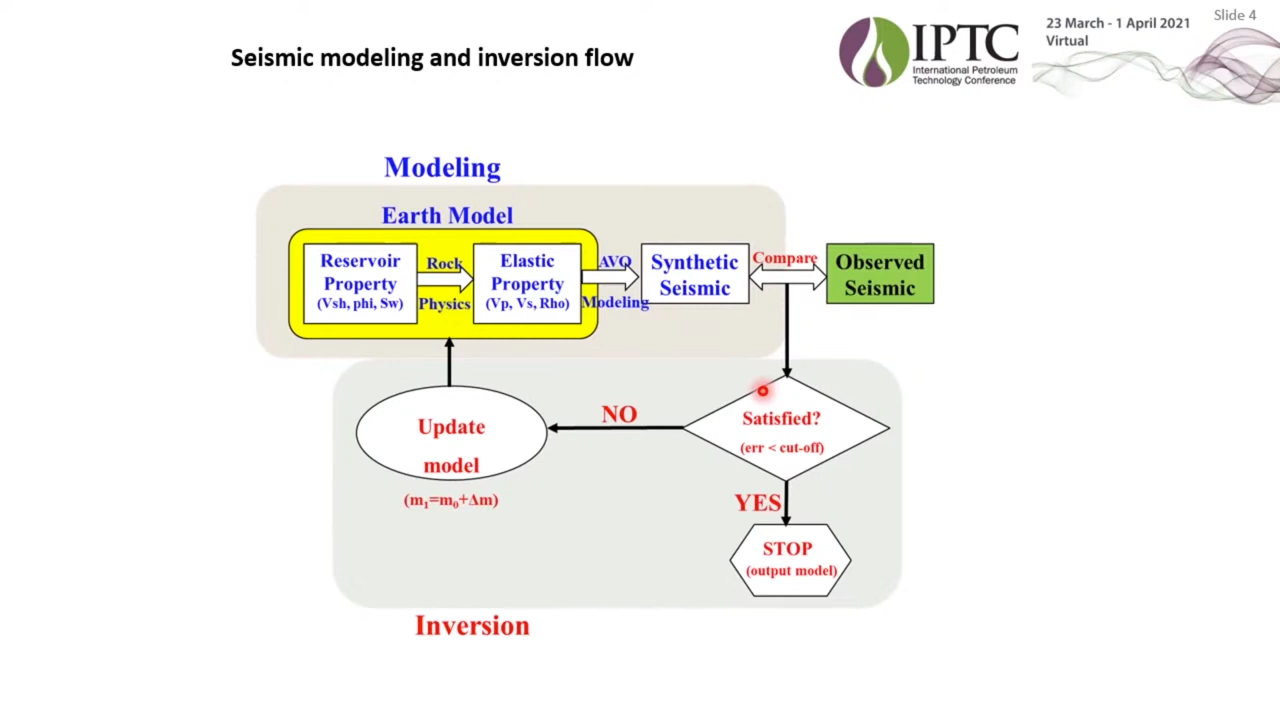 Slide 4
Seismic modeling and inversion flow
IPTC
International Petroleum
Technology Conference
23 March - 1 April 2021
Virtual
Modeling
Earth Model
Reservoir
Property
(Vsh, phi, Sw)
Rock
Physics
Elastic
Property
(Vp, Vs, Rho)
AVO
Modeling
Synthetic
Seismic
Compare
Observed
Seismic
Satisfied?
(err < cut-off)
NO
Update
model
(m₁=m₀+Δm)
YES
STOP
(output model)
Inversion